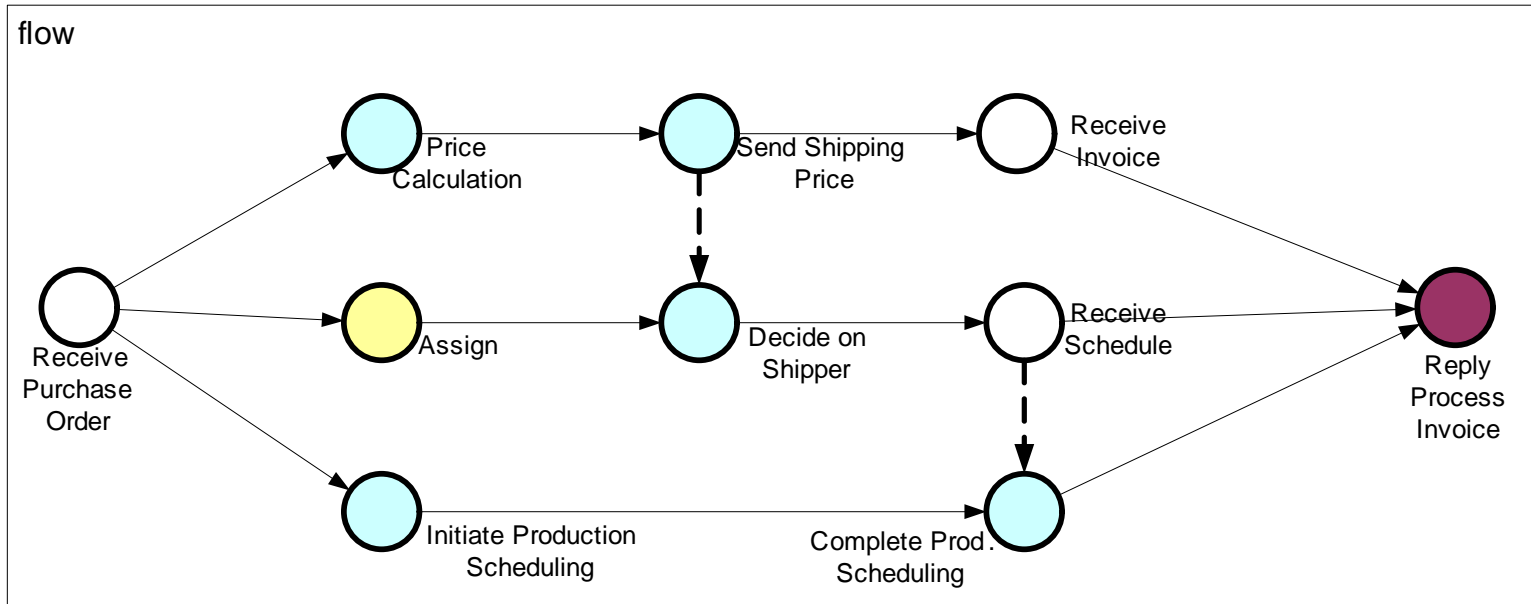 flow
Price
Calculation
Send Shipping
Price
Receive
Invoice
Receive
Purchase
Order
Assign
Decide on
Shipper
Receive
Schedule
Reply
Process
Invoice
Initiate Production
Scheduling
Complete Prod.
Scheduling